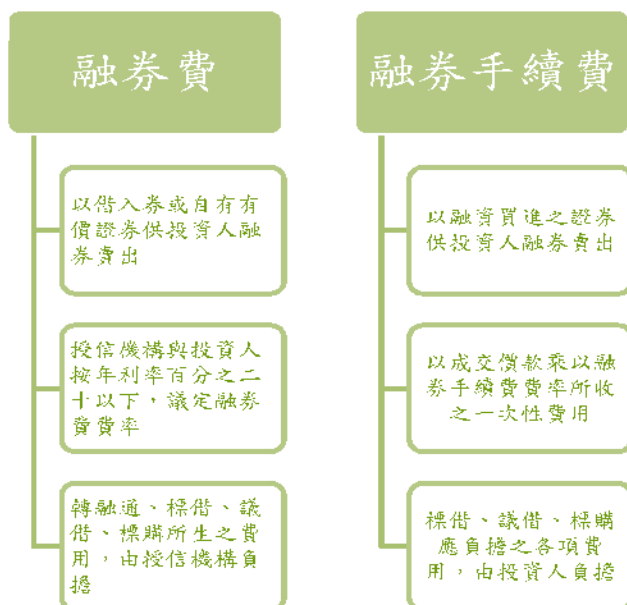 融券費
以借入券或自有有
價證券供投資人融
券賣出
授信機構與投資人
按年利率百分之二
十以下，議定融券
費費率
轉融通、標借、議
借、標購所生之費
用，由授信機構負
擔
融券手續費
以融資買進之證券
供投資人融券賣出
以成交價款乘以融
券手續費費率所收
之一次性費用
標借、議借、標購
應負擔之各項費
用，由投資人負擔